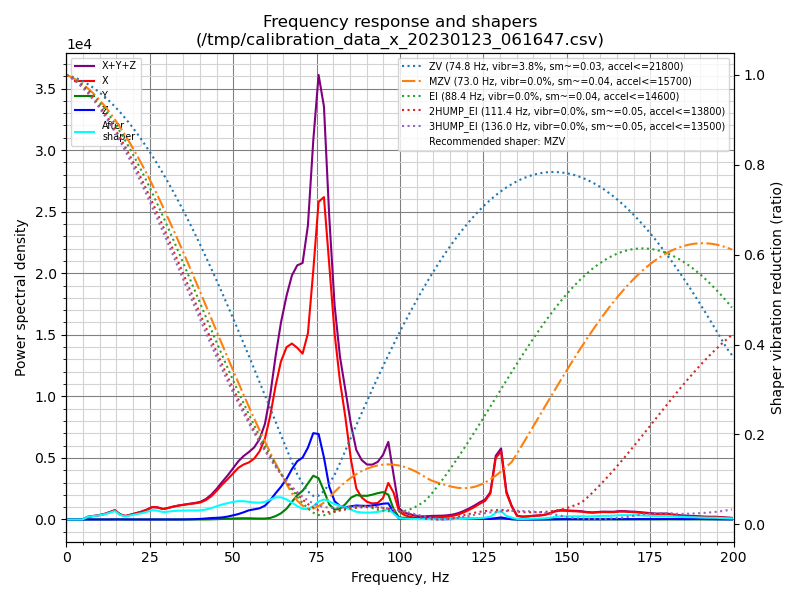 Frequency response and shapers
(/tmp/calibration_data_x_20230123_061647.csv)
1e4
X+Y+Z
X
Y
After
shaper
ZV (74.8 Hz, vibr=3.8%, sm~=0.03, accel<=21800)
MZV (73.0 Hz, vibr=0.0%, sm~=0.04, accel<=15700)
EI (88.4 Hz, vibr=0.0%, sm~=0.04, accel<=14600)
2HUMP_EI (111.4 Hz, vibr=0.0%, sm~=0.05, accel<=13800)
3HUMP_EI (136.0 Hz, vibr=0.0%, sm~=0.05, accel<=13500)
Recommended shaper: MZV
Power spectral density
3.5
3.0
2.5
2.0
1.5
1.0
0.5
0.0
1.0
0.8
0.6
0.4
0.2
0.0
Shaper vibration reduction (ratio)
0 25 50 75 100 125 150 175 200
Frequency, Hz